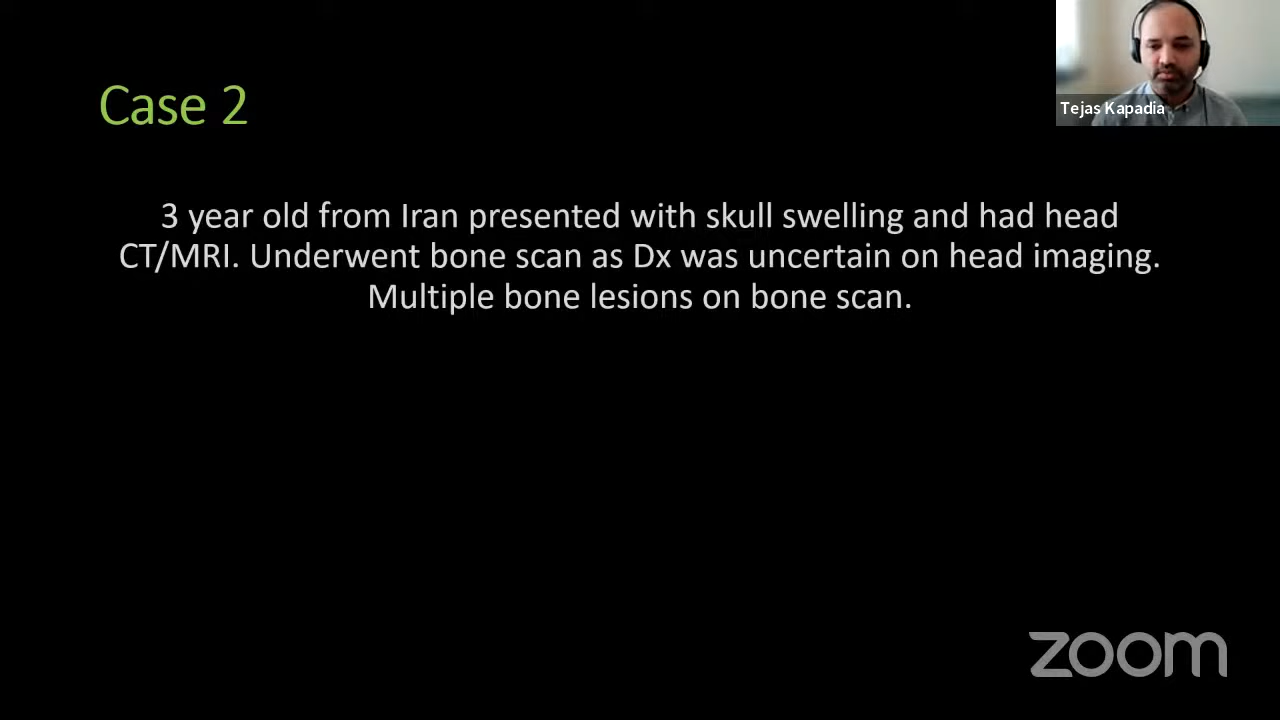 Tejas Kapadia
Case 2
3 year old from Iran presented with skull swelling and had head
CT/MRI. Underwent bone scan as Dx was uncertain on head imaging.
Multiple bone lesions on bone scan.
zoom